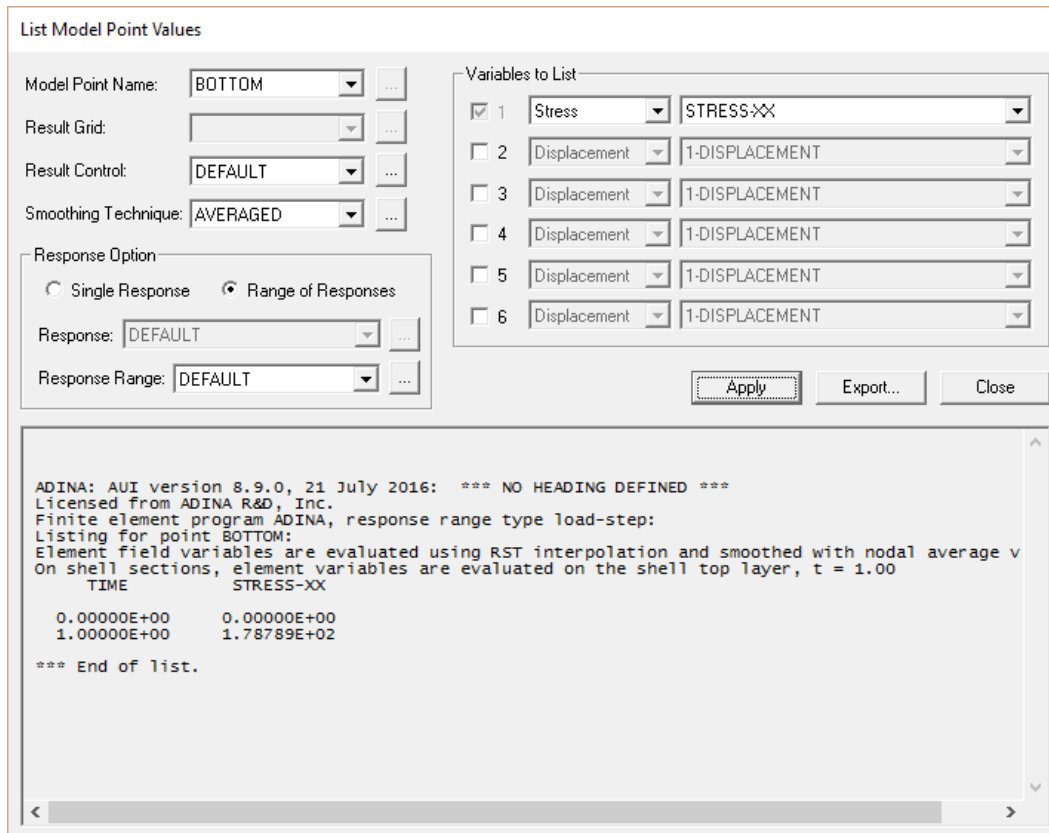 List Model Point Values
Model Point Name: BOTTOM ...
Result Grid: ...
Result Control: DEFAULT ...
Smoothing Technique: AVERAGED ...
Response Option
Single Response Range of Responses
Response: DEFAULT ...
Response Range: DEFAULT ...
Variables to List
1 Stress STRESS-XX
2 Displacement 1-DISPLACEMENT
3 Displacement 1-DISPLACEMENT
4 Displacement 1-DISPLACEMENT
5 Displacement 1-DISPLACEMENT
6 Displacement 1-DISPLACEMENT
Apply Export... Close
ADINA: AUI version 8.9.0, 21 July 2016: *** NO HEADING DEFINED ***
Licensed from ADINA R&D, Inc.
Finite element program ADINA, response range type load-step:
Listing for point BOTTOM:
Element field variables are evaluated using RST interpolation and smoothed with nodal average v
On shell sections, element variables are evaluated on the shell top layer, t = 1.00
TIME STRESS-XX
0.00000E+00 0.00000E+00
1.00000E+00 1.78789E+02
*** End of list.